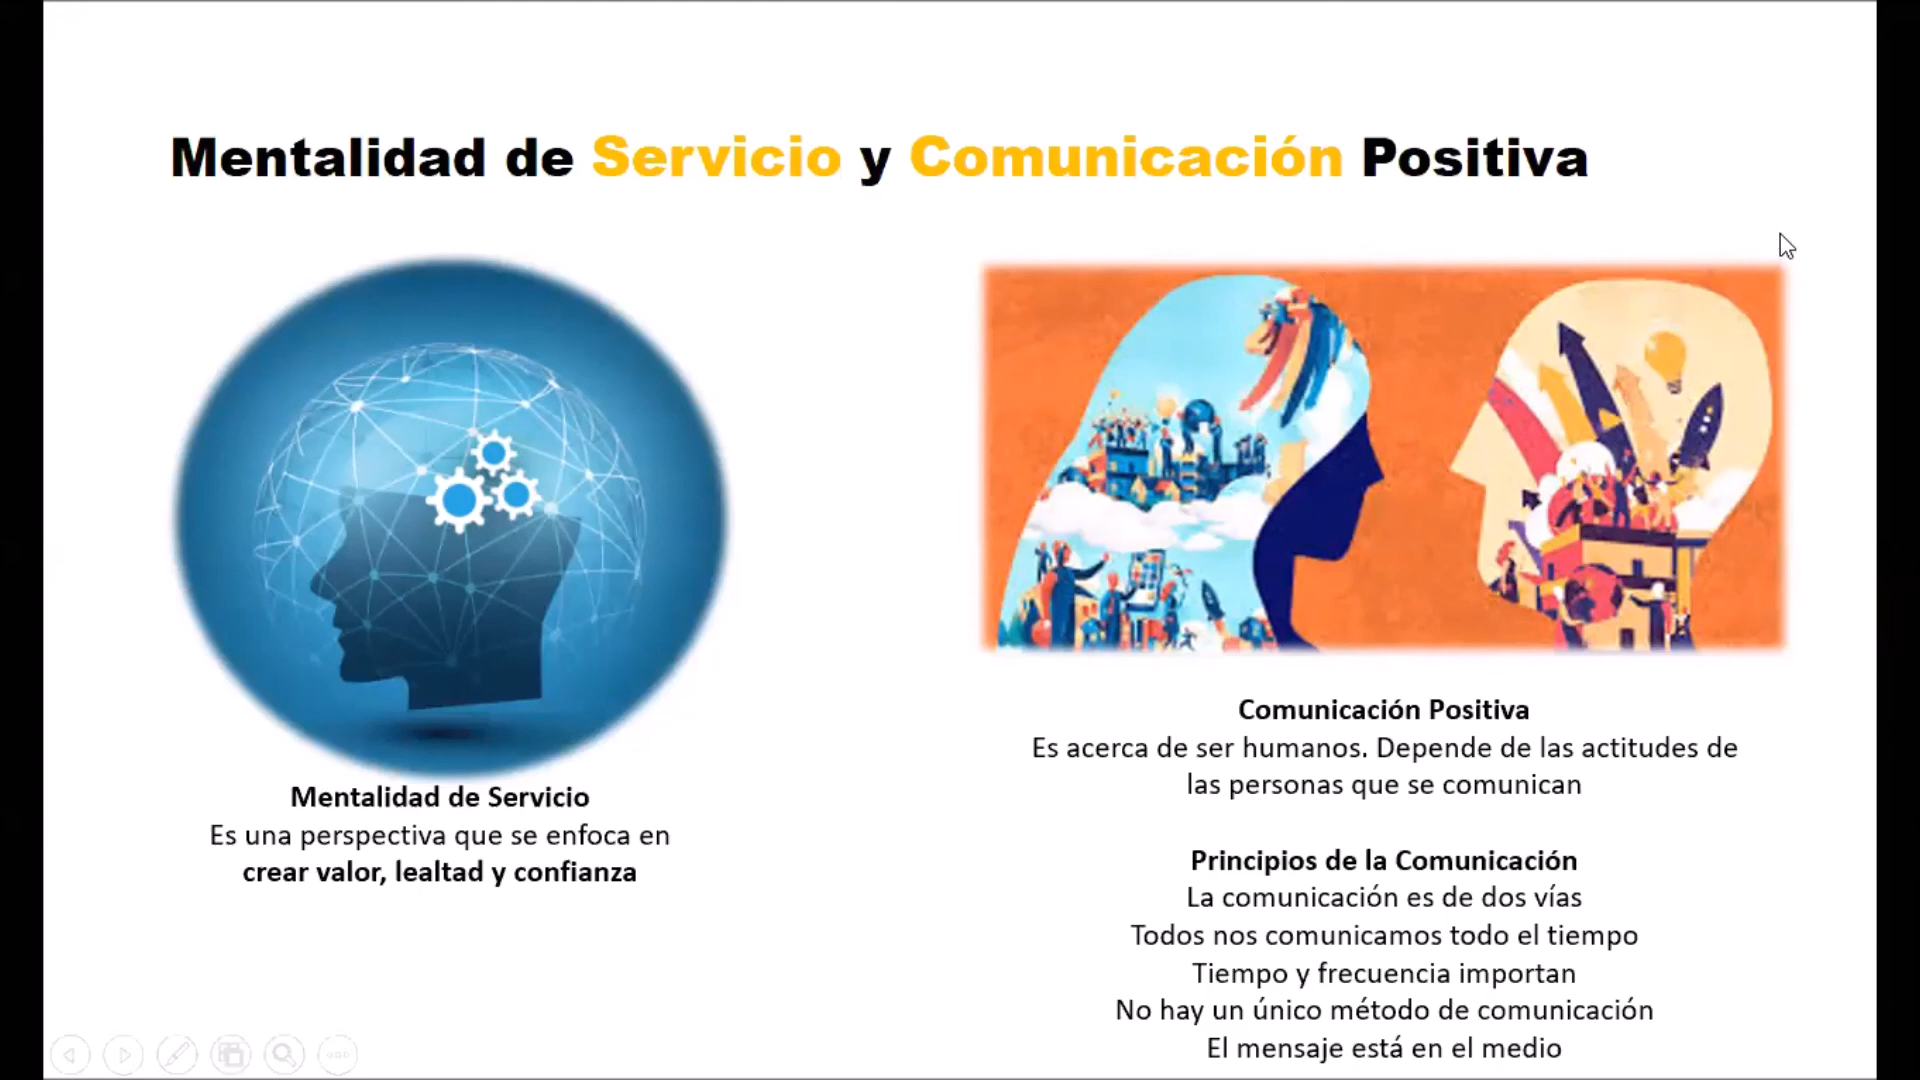 Mentalidad de Servicio y Comunicación Positiva
Mentalidad de Servicio
Es una perspectiva que se enfoca en
crear valor, lealtad y confianza
Comunicación Positiva
Es acerca de ser humanos. Depende de las actitudes de
las personas que se comunican
Principios de la Comunicación
La comunicación es de dos vías
Todos nos comunicamos todo el tiempo
Tiempo y frecuencia importan
No hay un único método de comunicación
El mensaje está en el medio